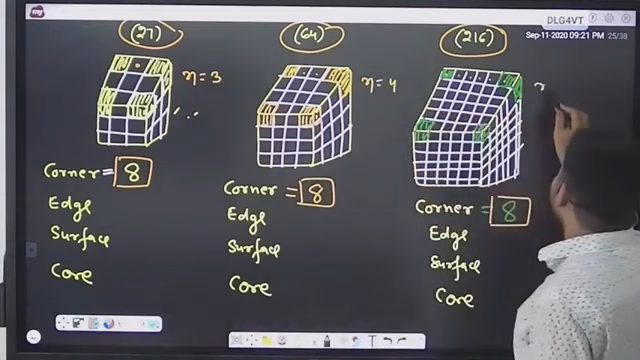 DLG4VT
Sep-11-2020 09:21 PM 25/38
(27)
(64)
(216)
η = 3
η = 4
Corner = 8
Edge
Surface
Core
Corner = 8
Edge
Surface
Core
Corner = 8
Edge
Surface
Core